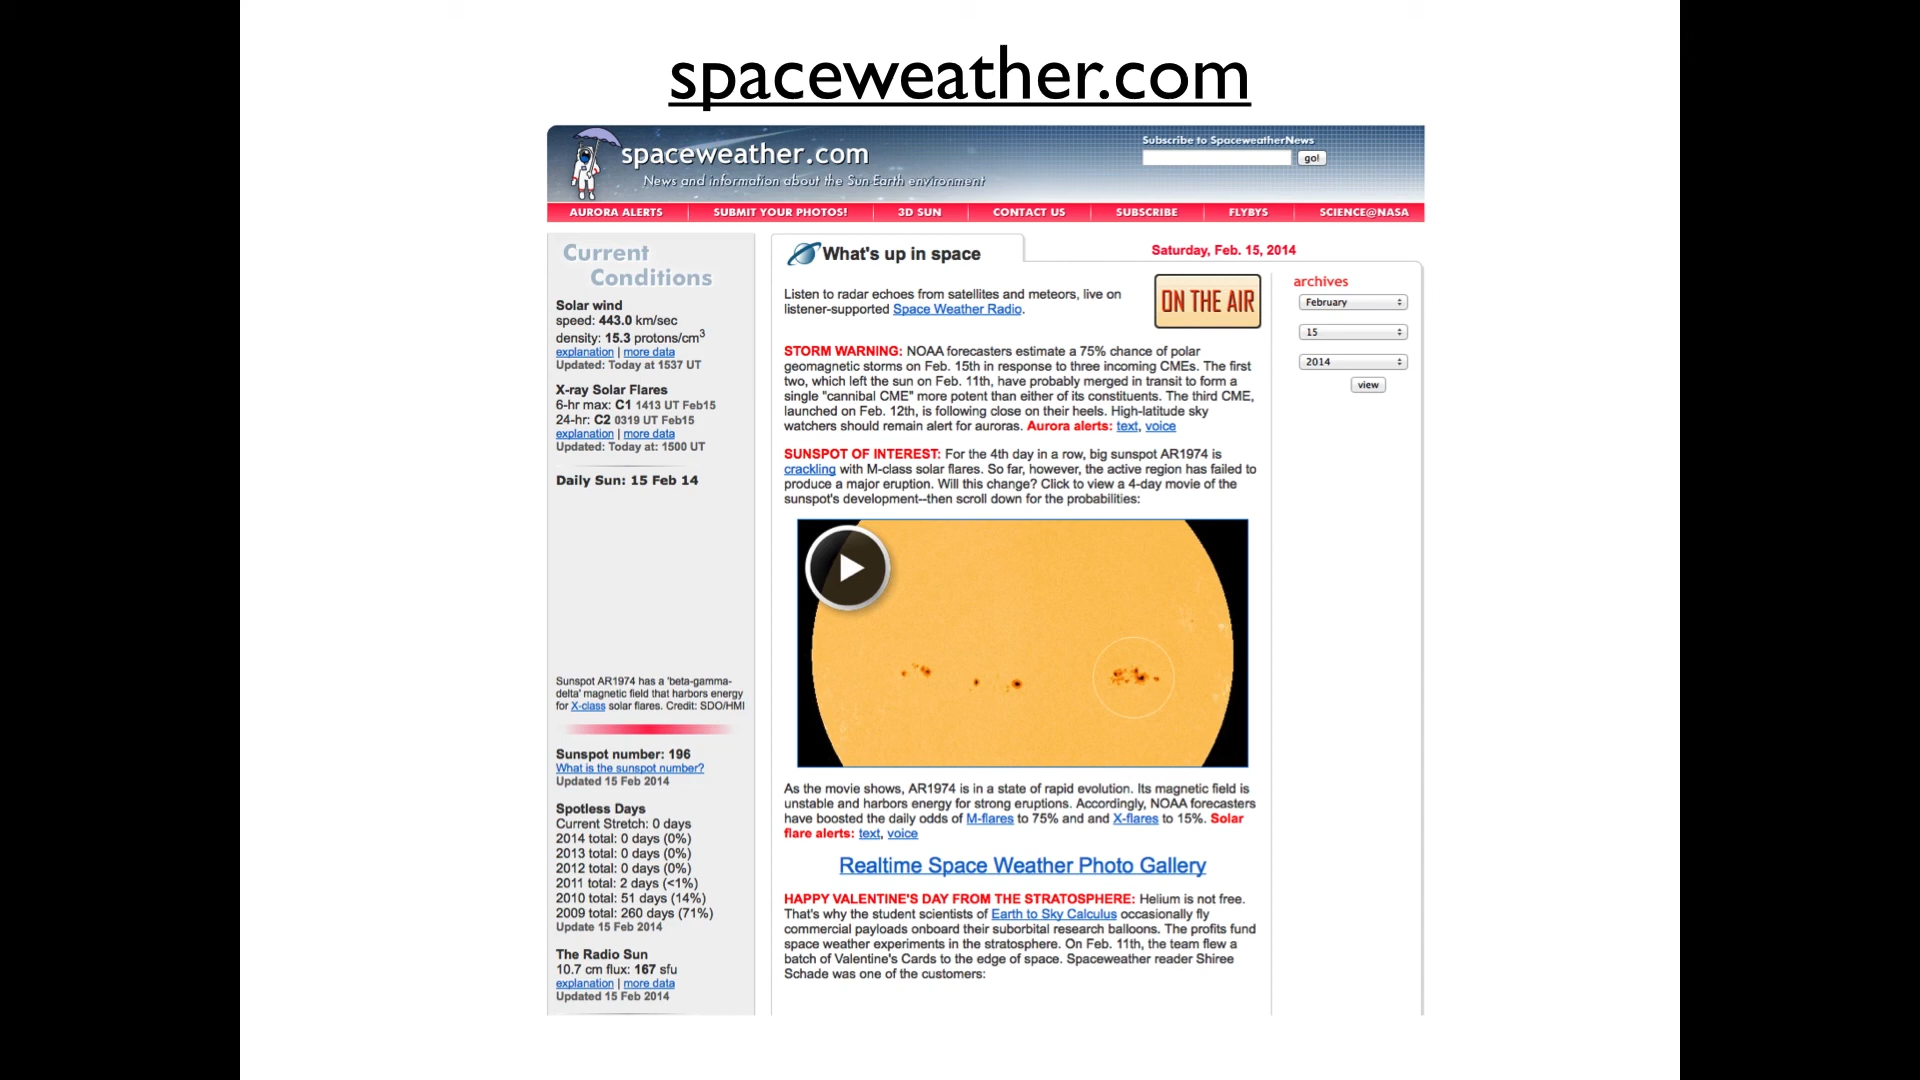 spaceweather.com
spaceweather.com
News and information about the Sun-Earth environment
Subscribe to SpaceweatherNews
go!
AURORA ALERTS SUBMIT YOUR PHOTOS! 3D SUN CONTACT US SUBSCRIBE FLYBYS SCIENCE@NASA
Current
Conditions
Solar wind
speed: 443.0 km/sec
density: 15.3 protons/cm3
explanation | more data
Updated: Today at 1537 UT
X-ray Solar Flares
6-hr max: C1 1413 UT Feb15
24-hr: C2 0319 UT Feb15
explanation | more data
Updated: Today at: 1500 UT
Daily Sun: 15 Feb 14
Sunspot AR1974 has a 'beta-gamma-
delta' magnetic field that harbors energy
for X-class solar flares. Credit: SDO/HMI
Sunspot number: 196
What is the sunspot number?
Updated 15 Feb 2014
Spotless Days
Current Stretch: 0 days
2014 total: 0 days (0%)
2013 total: 0 days (0%)
2012 total: 0 days (0%)
2011 total: 2 days (<1%)
2010 total: 51 days (14%)
2009 total: 260 days (71%)
Update 15 Feb 2014
The Radio Sun
10.7 cm flux: 167 sfu
explanation | more data
Updated 15 Feb 2014
What's up in space
Saturday, Feb. 15, 2014
Listen to radar echoes from satellites and meteors, live on
listener-supported Space Weather Radio.
ON THE AIR
STORM WARNING: NOAA forecasters estimate a 75% chance of polar
geomagnetic storms on Feb. 15th in response to three incoming CMEs. The first
two, which left the sun on Feb. 11th, have probably merged in transit to form a
single "cannibal CME" more potent than either of its constituents. The third CME,
launched on Feb. 12th, is following close on their heels. High-latitude sky
watchers should remain alert for auroras. Aurora alerts: text, voice
SUNSPOT OF INTEREST: For the 4th day in a row, big sunspot AR1974 is
crackling with M-class solar flares. So far, however, the active region has failed to
produce a major eruption. Will this change? Click to view a 4-day movie of the
sunspot's development--then scroll down for the probabilities:
As the movie shows, AR1974 is in a state of rapid evolution. Its magnetic field is
unstable and harbors energy for strong eruptions. Accordingly, NOAA forecasters
have boosted the daily odds of M-flares to 75% and and X-flares to 15%. Solar
flare alerts: text, voice
Realtime Space Weather Photo Gallery
HAPPY VALENTINE'S DAY FROM THE STRATOSPHERE: Helium is not free.
That's why the student scientists of Earth to Sky Calculus occasionally fly
commercial payloads onboard their suborbital research balloons. The profits fund
space weather experiments in the stratosphere. On Feb. 11th, the team flew a
batch of Valentine's Cards to the edge of space. Spaceweather reader Shiree
Schade was one of the customers:
archives
February
15
2014
view